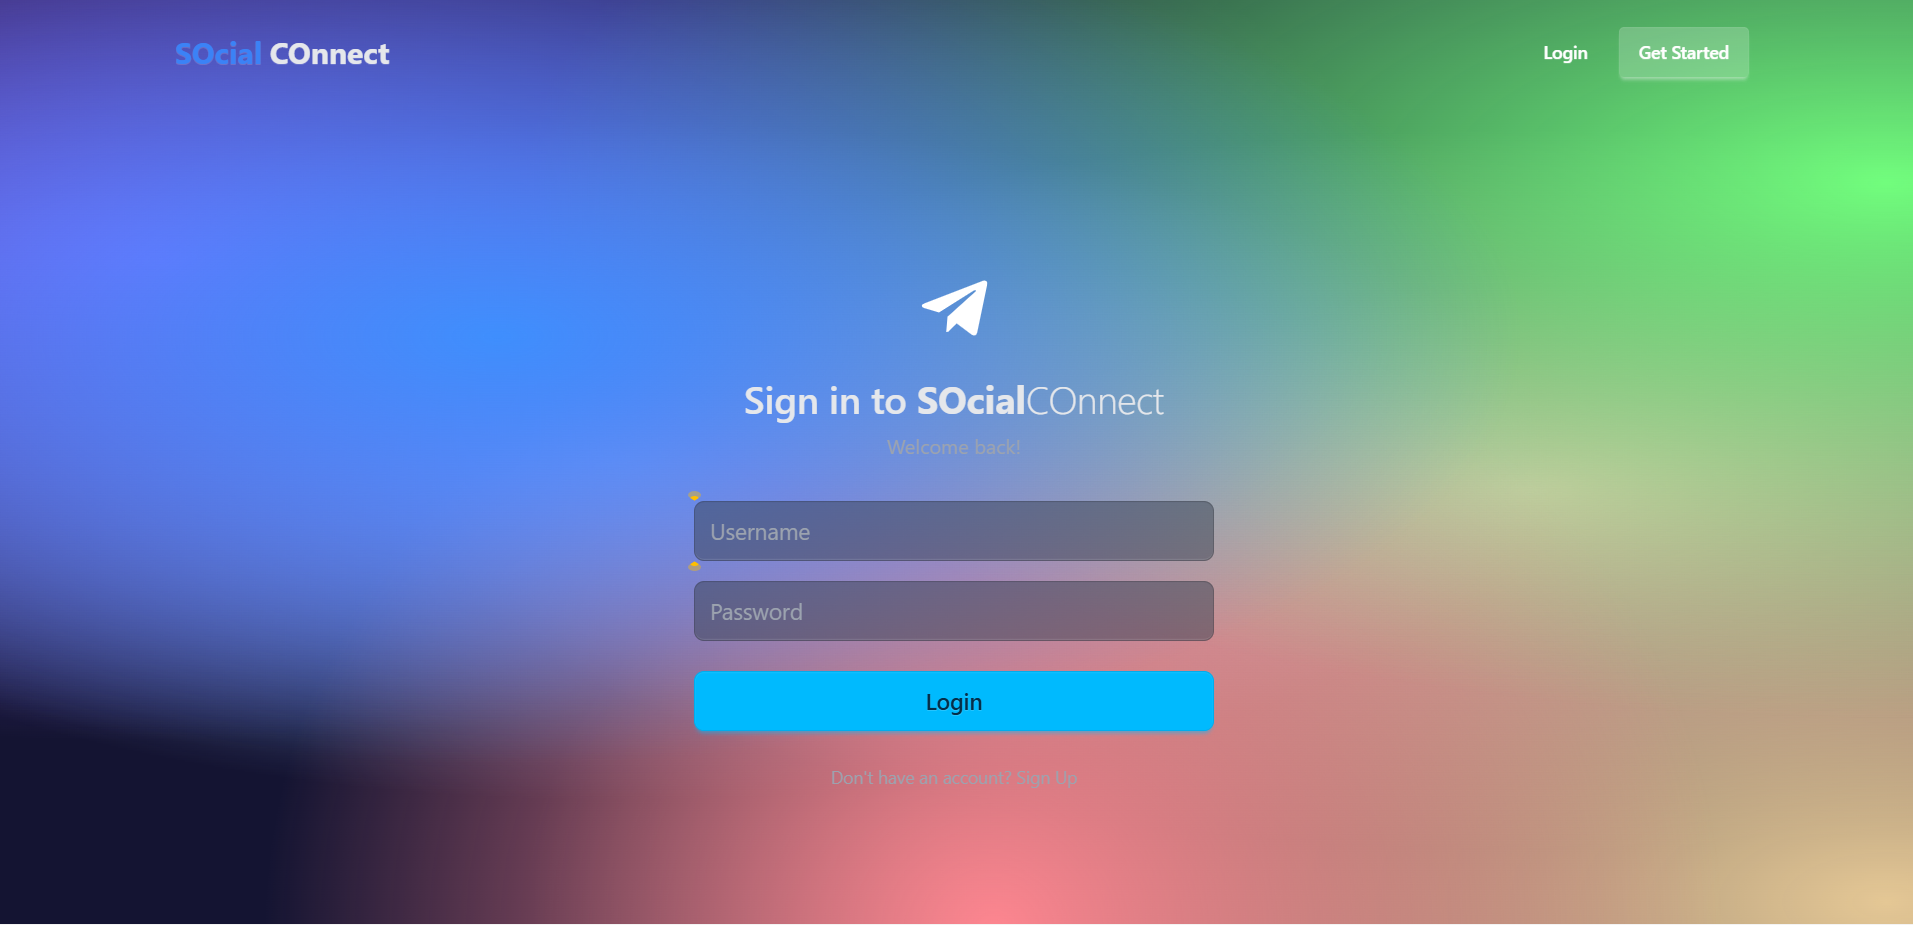 SOcial COnnect
Login
Get Started
Sign in to SOcialCOnnect
Welcome back!
Username
Password
Login
Don't have an account? Sign Up